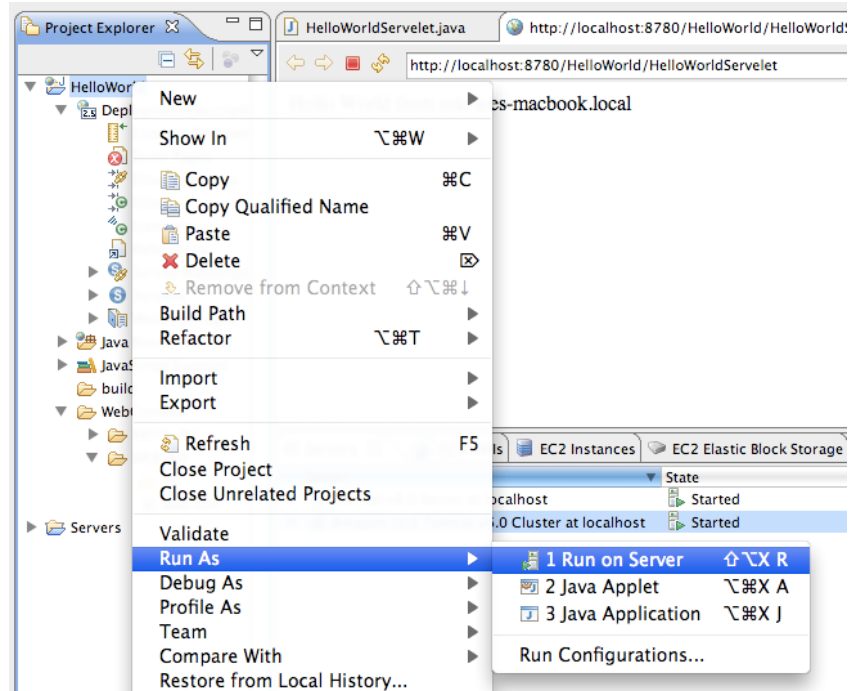 Project Explorer
HelloWorldServelet.java
http://localhost:8780/HelloWorld/HelloWorldS
http://localhost:8780/HelloWorld/HelloWorldServelet
es-macbook.local
HelloWor
2.5 Depl
Java
JavaS
build
Web
Servers
New
Show In ⌥⌘W
Copy ⌘C
Copy Qualified Name
Paste ⌘V
Delete ⌦
Remove from Context ⇧⌥⌘↓
Build Path
Refactor ⌥⌘T
Import
Export
Refresh F5
Close Project
Close Unrelated Projects
Validate
Run As
Debug As
Profile As
Team
Compare With
Restore from Local History...
ls EC2 Instances EC2 Elastic Block Storage
State
ocalhost Started
.0 Cluster at localhost Started
1 Run on Server ⇧⌥X R
2 Java Applet ⌥⌘X A
3 Java Application ⌥⌘X J
Run Configurations...